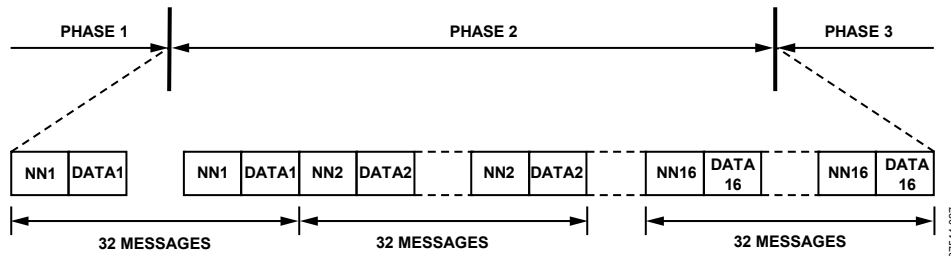 PHASE 1 PHASE 2 PHASE 3
NN1 DATA1 NN1 DATA1 NN2 DATA2 NN2 DATA2 NN16 DATA 16 NN16 DATA 16
32 MESSAGES 32 MESSAGES 32 MESSAGES